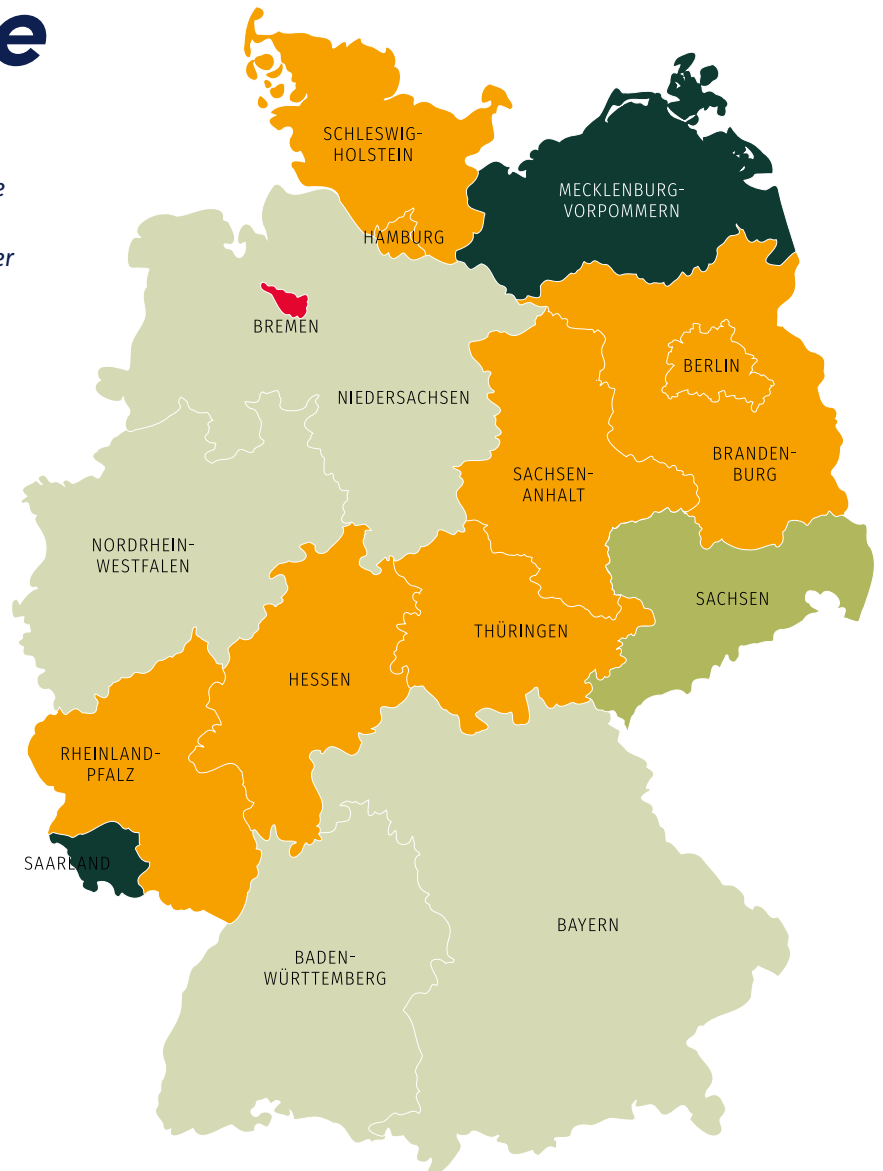 e
e
er
SCHLESWIG-
HOLSTEIN
MECKLENBURG-
VORPOMMERN
HAMBURG
BREMEN
BERLIN
NIEDERSACHSEN
BRANDEN-
BURG
SACHSEN-
ANHALT
NORDRHEIN-
WESTFALEN
SACHSEN
THÜRINGEN
HESSEN
RHEINLAND-
PFALZ
SAARLAND
BAYERN
BADEN-
WÜRTTEMBERG